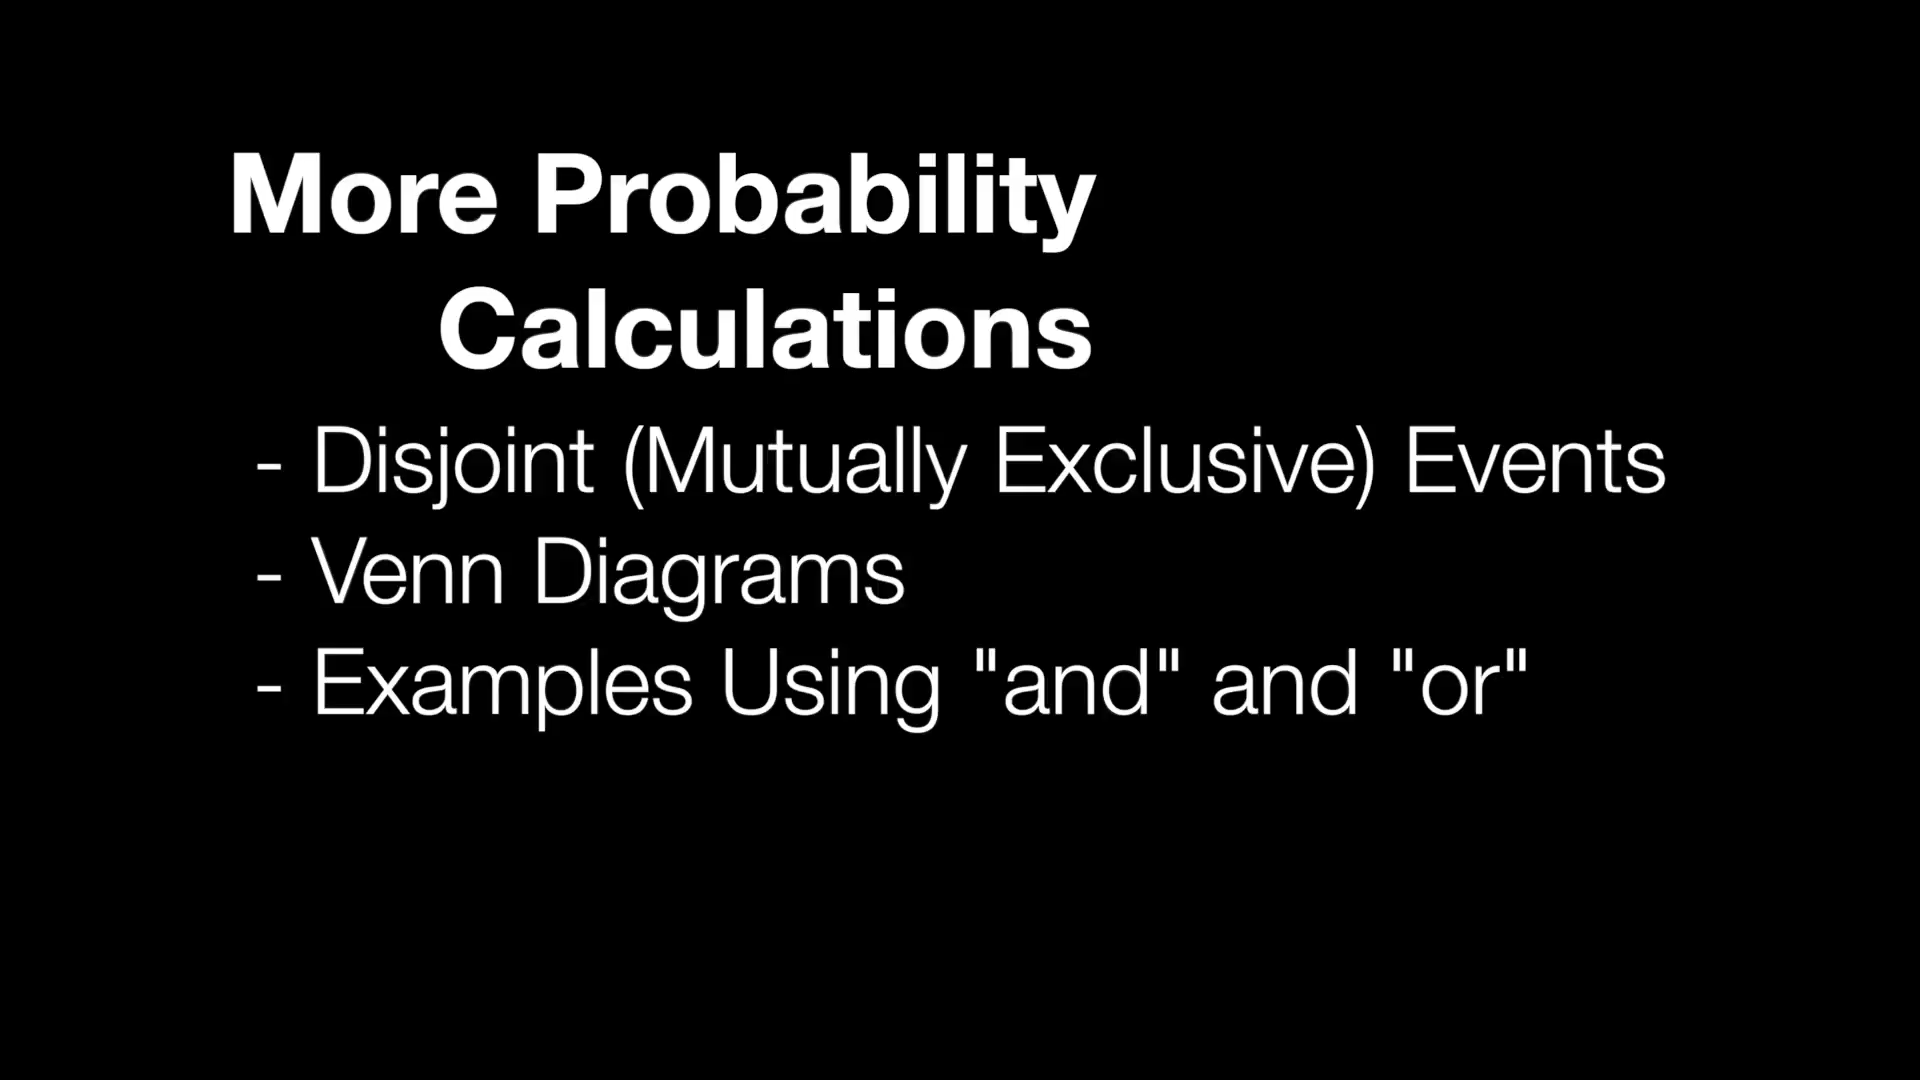 More Probability
Calculations
- Disjoint (Mutually Exclusive) Events
- Venn Diagrams
- Examples Using "and" and "or"